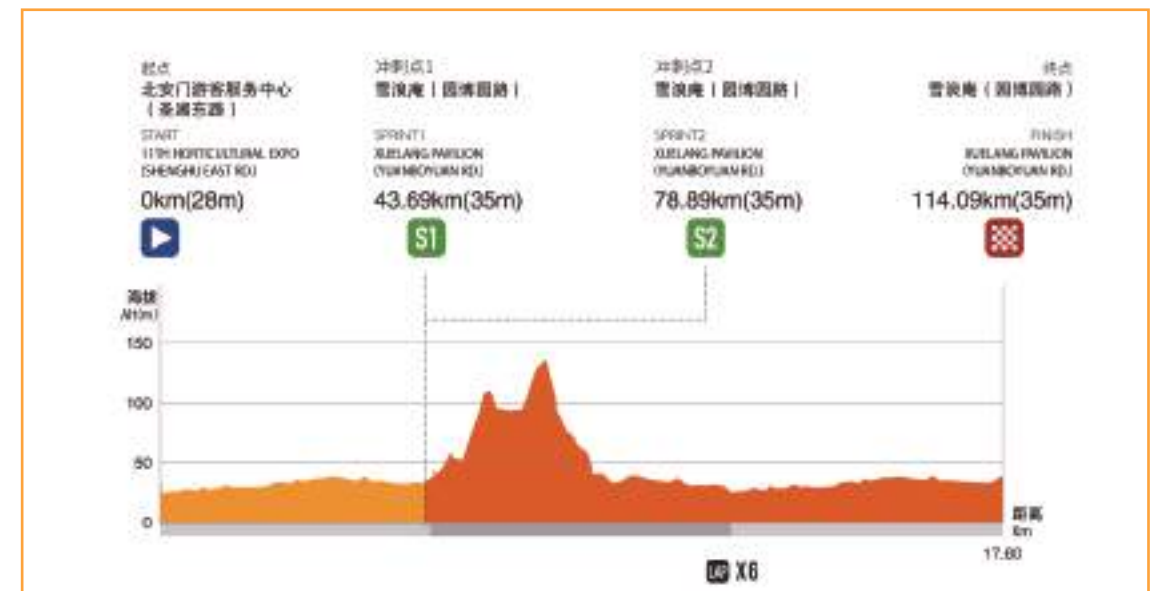 起点
北安门游客服务中心
START
11TH HORTICULTURAL EXPO
(SHENGHU EAST RD.)
0km(28m)
冲刺点1
雪浪庵（园博园路）
SPRINT1
XUELANG PAVILION
(YUANBOYUAN RD.)
43.69km(35m)
S1
冲刺点2
雪浪庵（园博园路）
SPRINT2
XUELANG PAVILION
(YUANBOYUAN RD.)
78.89km(35m)
S2
终点
雪浪庵（园博园路）
FINISH
XUELANG PAVILION
(YUANBOYUAN RD.)
114.09km(35m)
海拔
Alt(m)
150
100
50
0
距离
Km
17.60
LAP X6